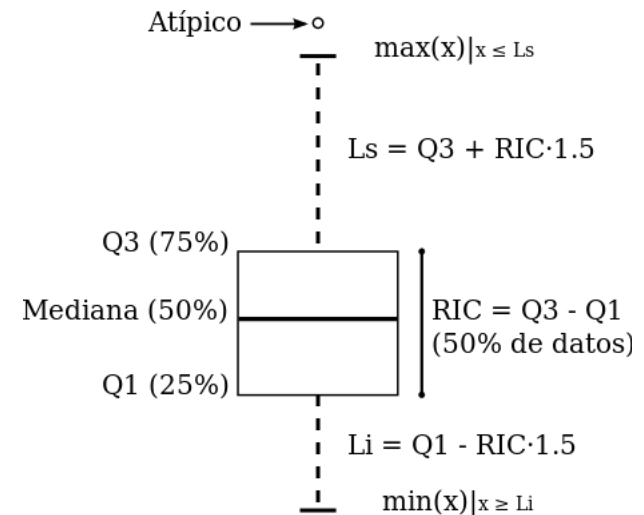 Atípico
max(x)|x ≤ Ls
Ls = Q3 + RIC·1.5
Q3 (75%)
Mediana (50%)
RIC = Q3 - Q1
(50% de datos)
Q1 (25%)
Li = Q1 - RIC·1.5
min(x)|x ≥ Li